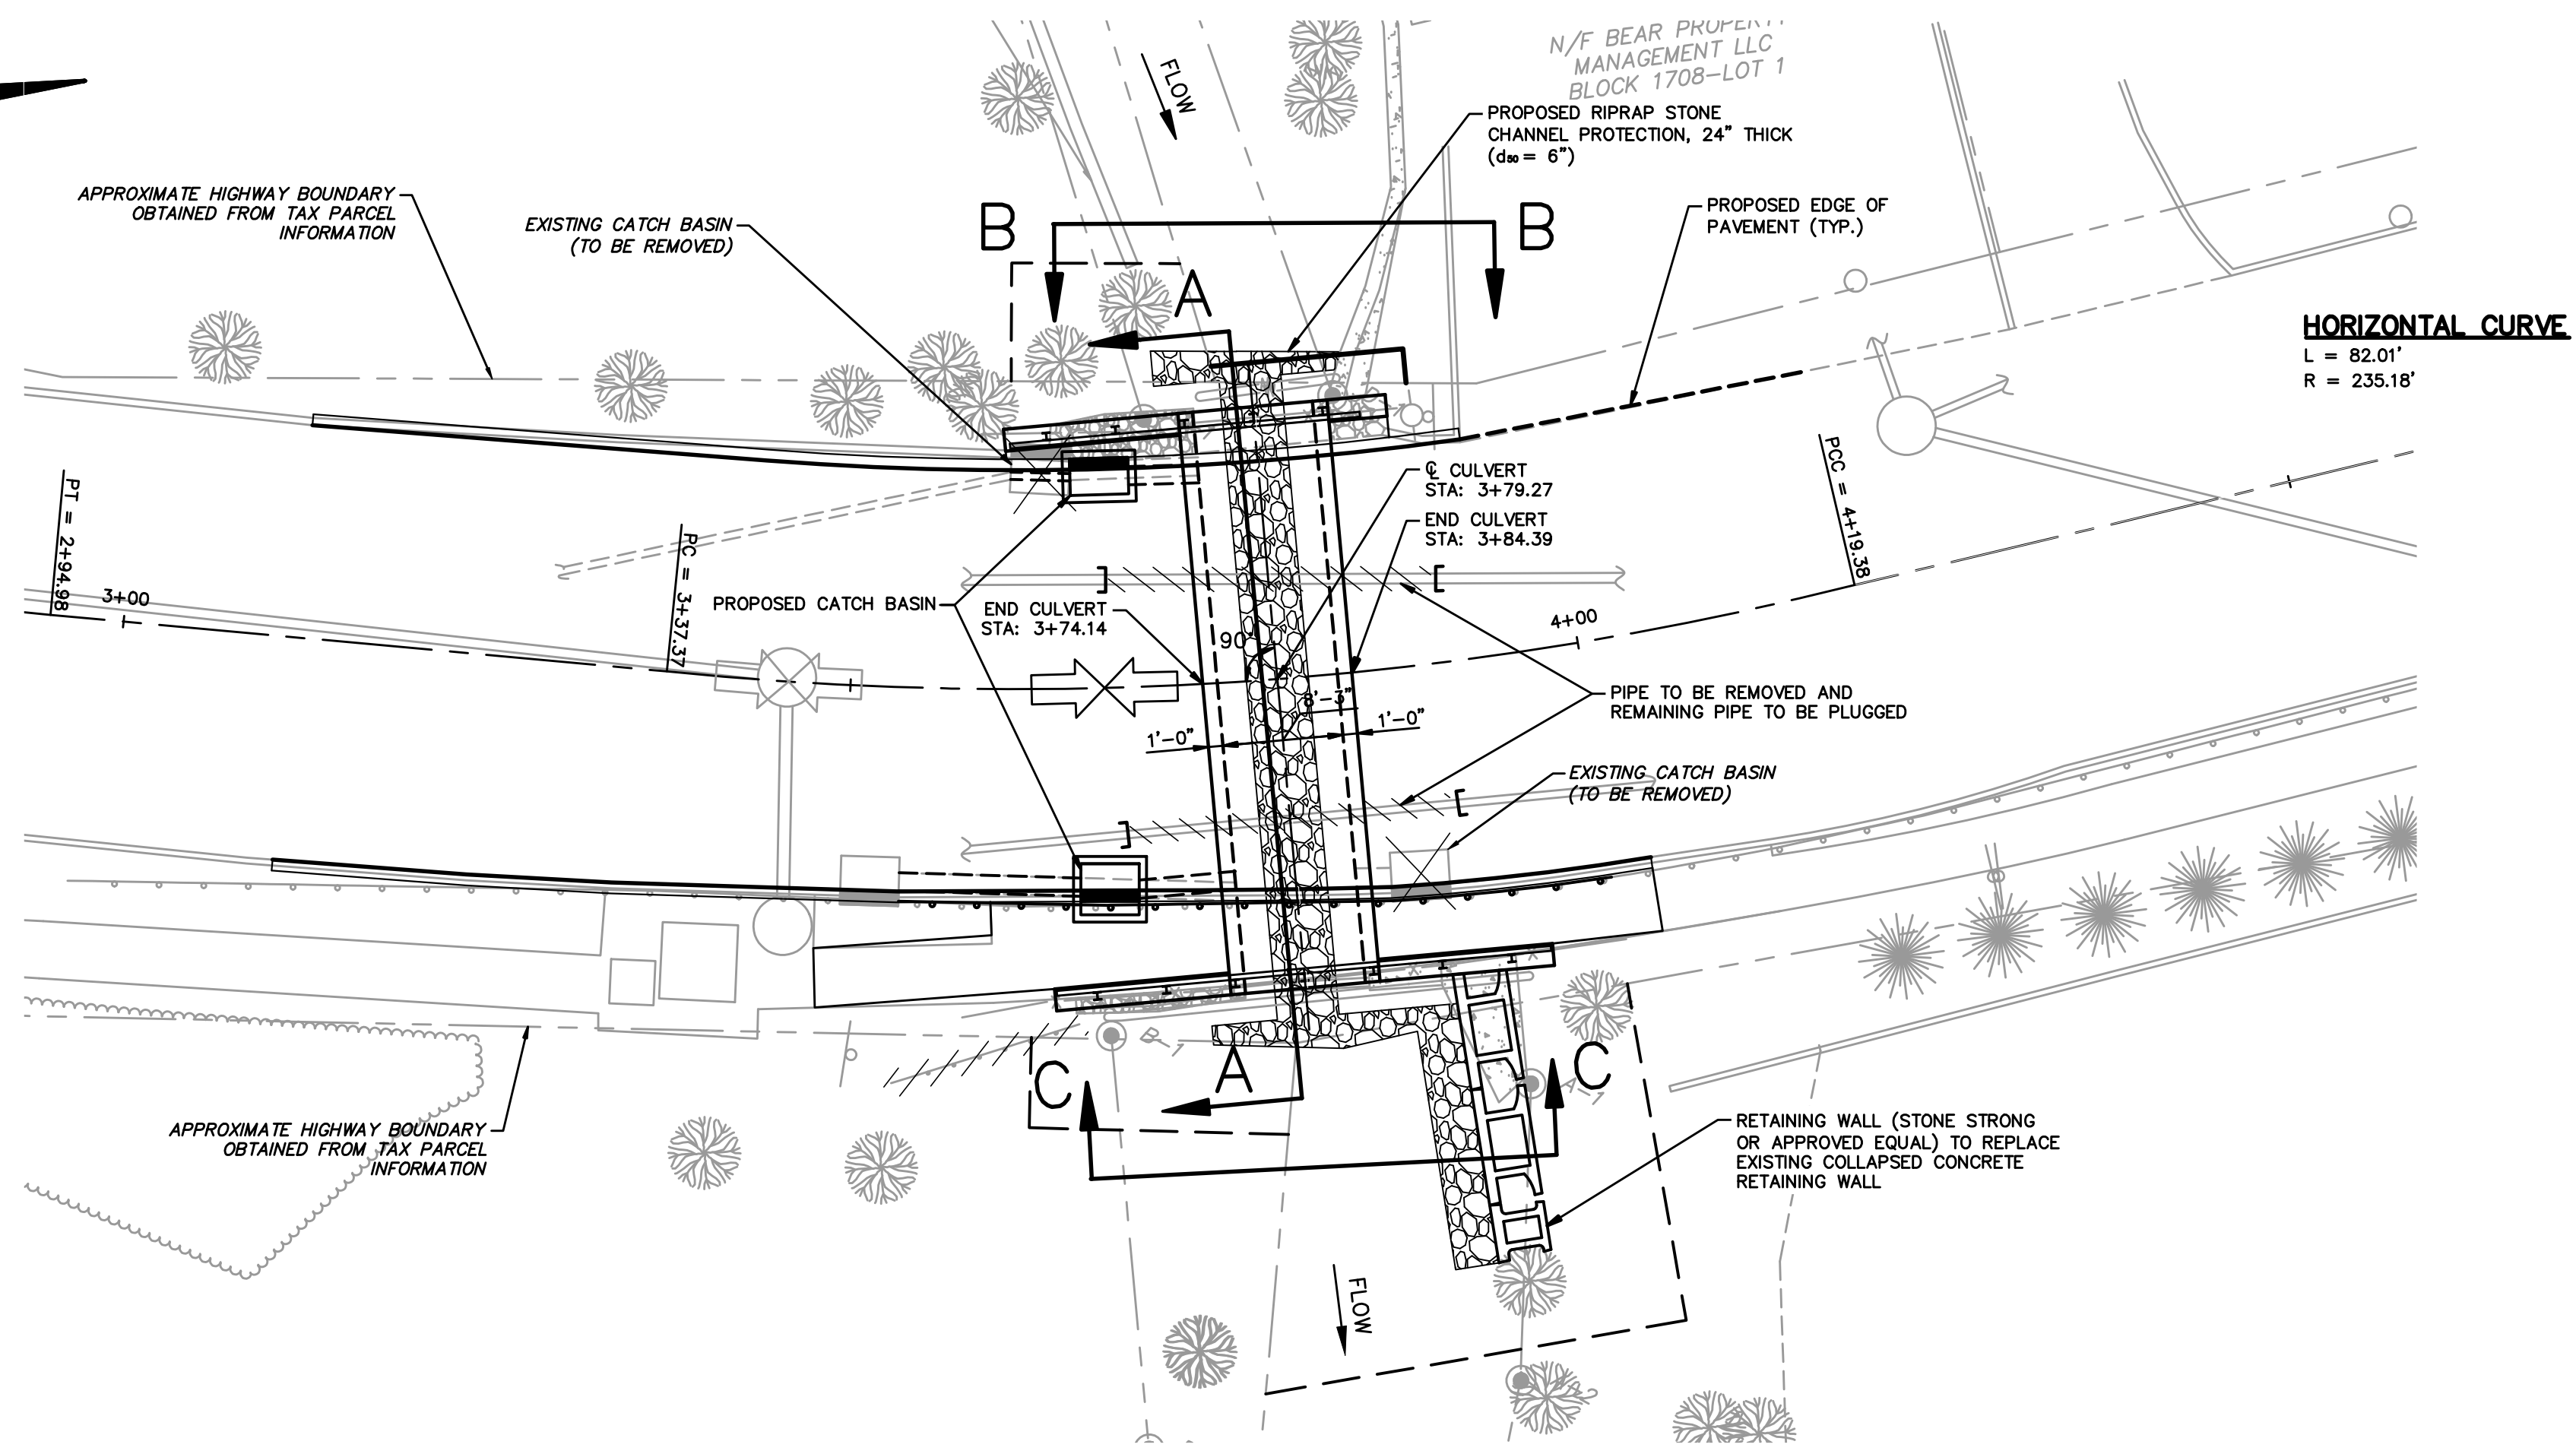 N/F BEAR PROPERTY
MANAGEMENT LLC
BLOCK 1708-LOT 1
FLOW
PROPOSED RIPRAP STONE
CHANNEL PROTECTION, 24" THICK
(d₅₀ = 6")
APPROXIMATE HIGHWAY BOUNDARY
OBTAINED FROM TAX PARCEL
INFORMATION
EXISTING CATCH BASIN
(TO BE REMOVED)
B
B
PROPOSED EDGE OF
PAVEMENT (TYP.)
A
HORIZONTAL CURVE
L = 82.01'
R = 235.18'
PT = 2+94.98
3+00
PC = 3+37.37
℄ CULVERT
STA: 3+79.27
END CULVERT
STA: 3+84.39
PCC = 4+19.38
PROPOSED CATCH BASIN
END CULVERT
STA: 3+74.14
90°
4+00
8'-3"
1'-0"
1'-0"
PIPE TO BE REMOVED AND
REMAINING PIPE TO BE PLUGGED
EXISTING CATCH BASIN
(TO BE REMOVED)
B-1
A-1
C
A
C
APPROXIMATE HIGHWAY BOUNDARY
OBTAINED FROM TAX PARCEL
INFORMATION
RETAINING WALL (STONE STRONG
OR APPROVED EQUAL) TO REPLACE
EXISTING COLLAPSED CONCRETE
RETAINING WALL
FLOW